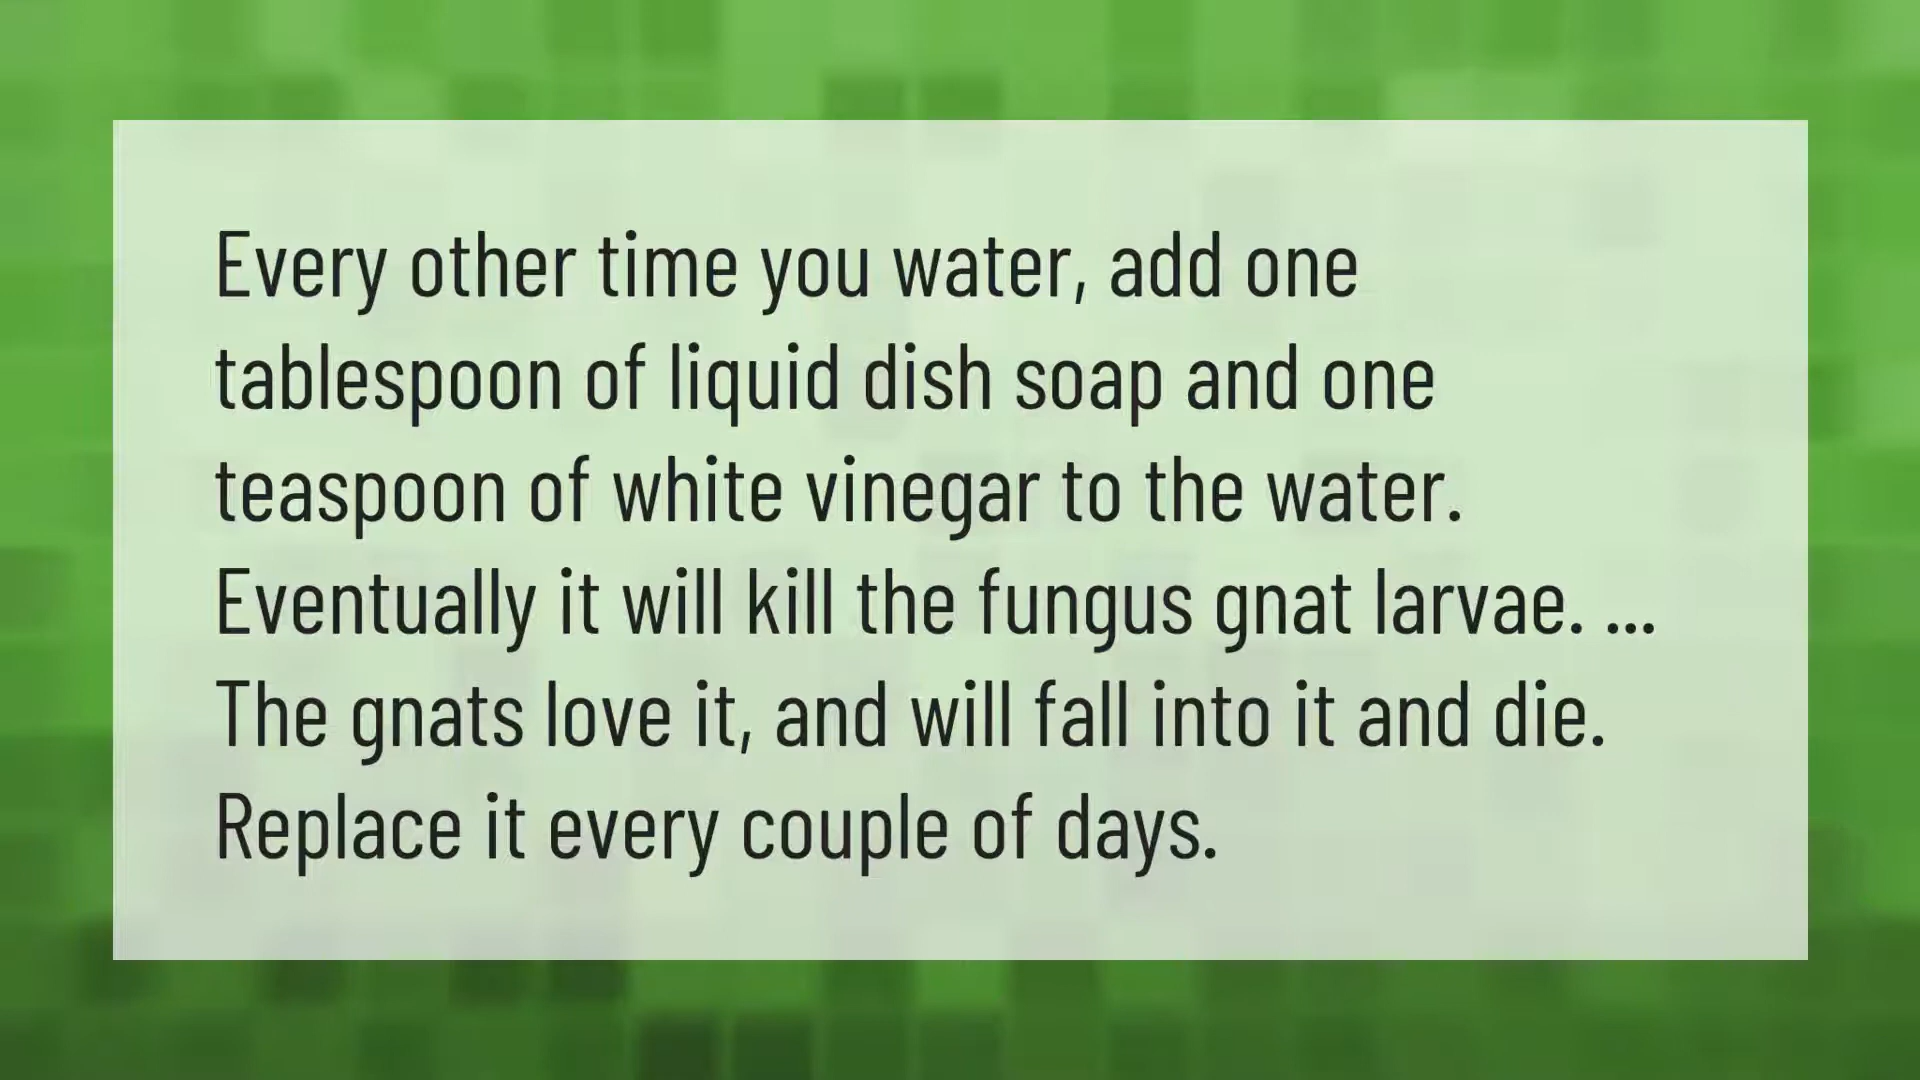 Every other time you water, add one
tablespoon of liquid dish soap and one
teaspoon of white vinegar to the water.
Eventually it will kill the fungus gnat larvae. ...
The gnats love it, and will fall into it and die.
Replace it every couple of days.